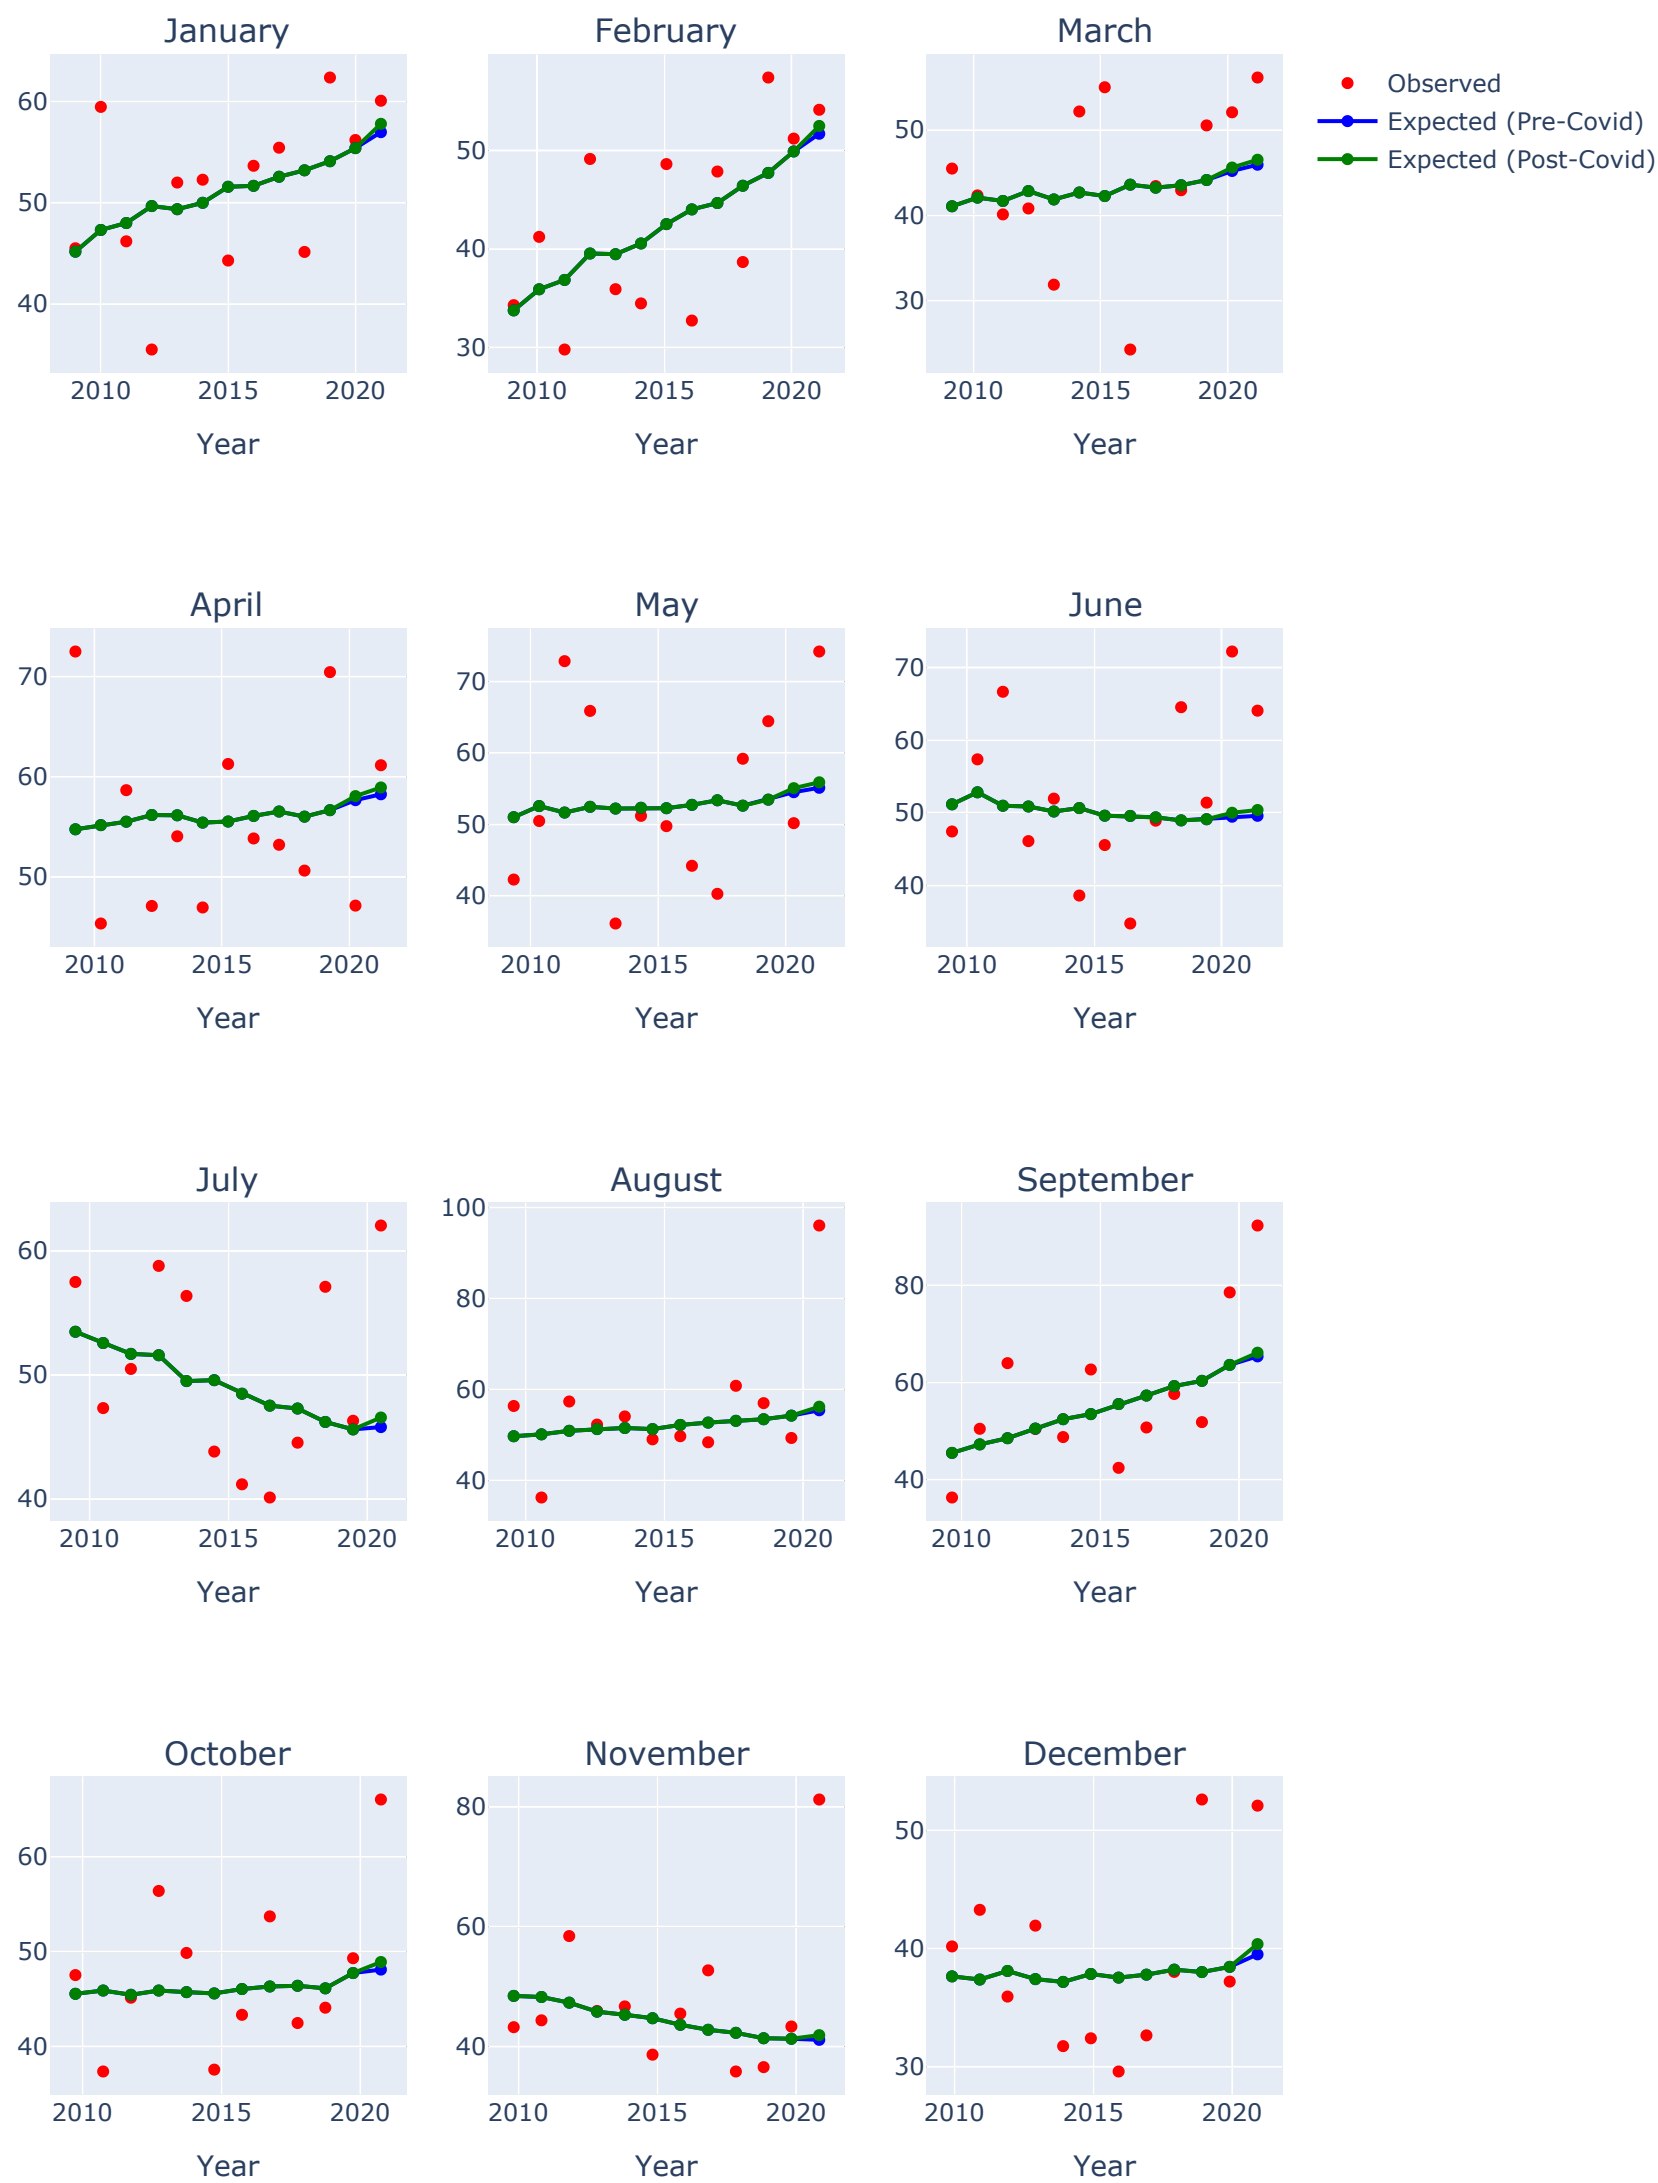 January February March
60
50
40
2010 2015 2020
Year
50
40
30
2010 2015 2020
Year
50
40
30
2010 2015 2020
Year
Observed
Expected (Pre-Covid)
Expected (Post-Covid)
April May June
70
60
50
2010 2015 2020
Year
70
60
50
40
2010 2015 2020
Year
70
60
50
40
2010 2015 2020
Year
July August September
60
50
40
2010 2015 2020
Year
100
80
60
40
2010 2015 2020
Year
80
60
40
2010 2015 2020
Year
October November December
60
50
40
2010 2015 2020
Year
80
60
40
2010 2015 2020
Year
50
40
30
2010 2015 2020
Year